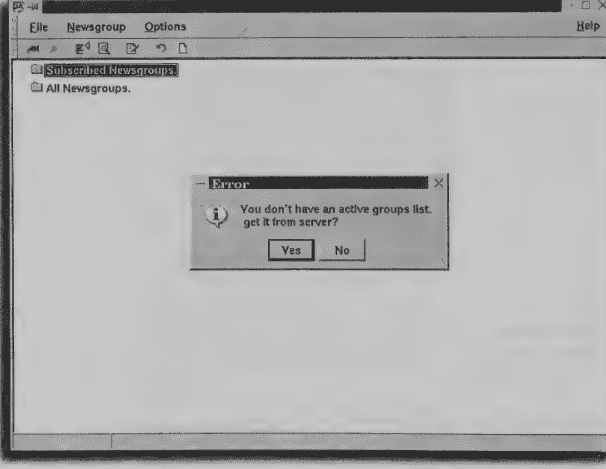 File Newsgroup Options Help
Subscribed Newsgroups.
All Newsgroups.
Error
You don't have an active groups list.
get it from server?
Yes No